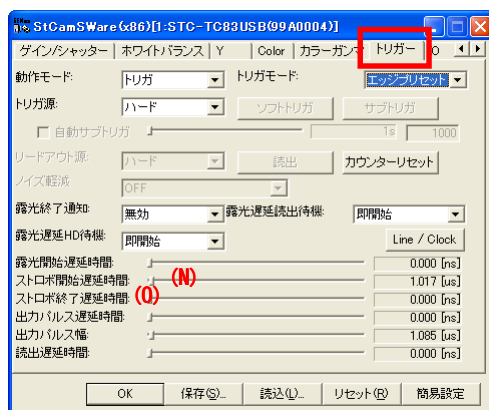 StCamSWare(x86)[1:STC-TC83USB(99A0004)]
ゲイン/シャッター ホワイトバランス Y Color カラーガンマ トリガー IO
動作モード: トリガ トリガモード: エッジプリセット
トリガ源: ハード ソフトトリガ サブトリガ
自動サブトリガ 1s 1000
リードアウト源: ハード 読出 カウンターリセット
ノイズ軽減 OFF
露光終了通知: 無効 露光遅延読出待機: 即開始
露光遅延HD待機: 即開始 Line / Clock
露光開始遅延時間: 0.000 [ns]
ストロボ開始遅延時間: (N) 1.017 [us]
ストロボ終了遅延時間: (O) 0.000 [ns]
出力パルス遅延時間: 0.000 [ns]
出力パルス幅: 1.085 [us]
読出遅延時間: 0.000 [ns]
OK 保存(S)... 読込(L)... リセット(R) 簡易設定